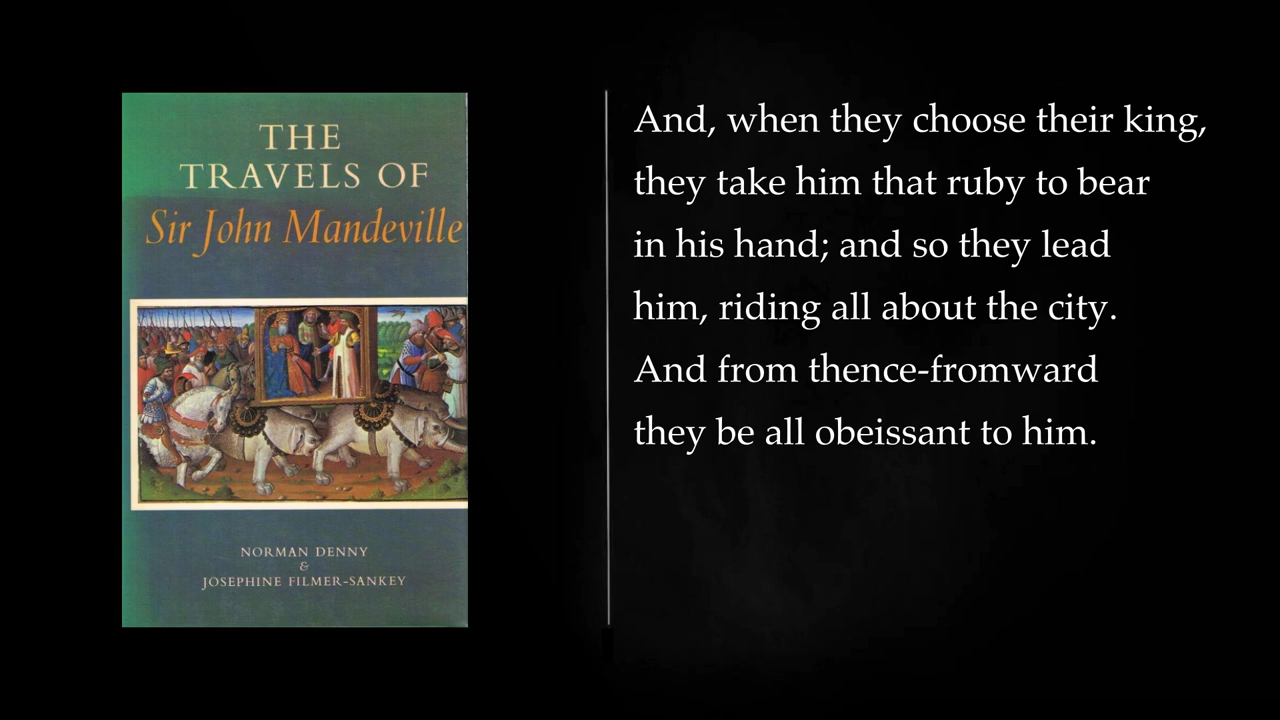 THE
TRAVELS OF
Sir John Mandeville
NORMAN DENNY
&
JOSEPHINE FILMER-SANKEY
And, when they choose their king,
they take him that ruby to bear
in his hand; and so they lead
him, riding all about the city.
And from thence-fromward
they be all obeissant to him.